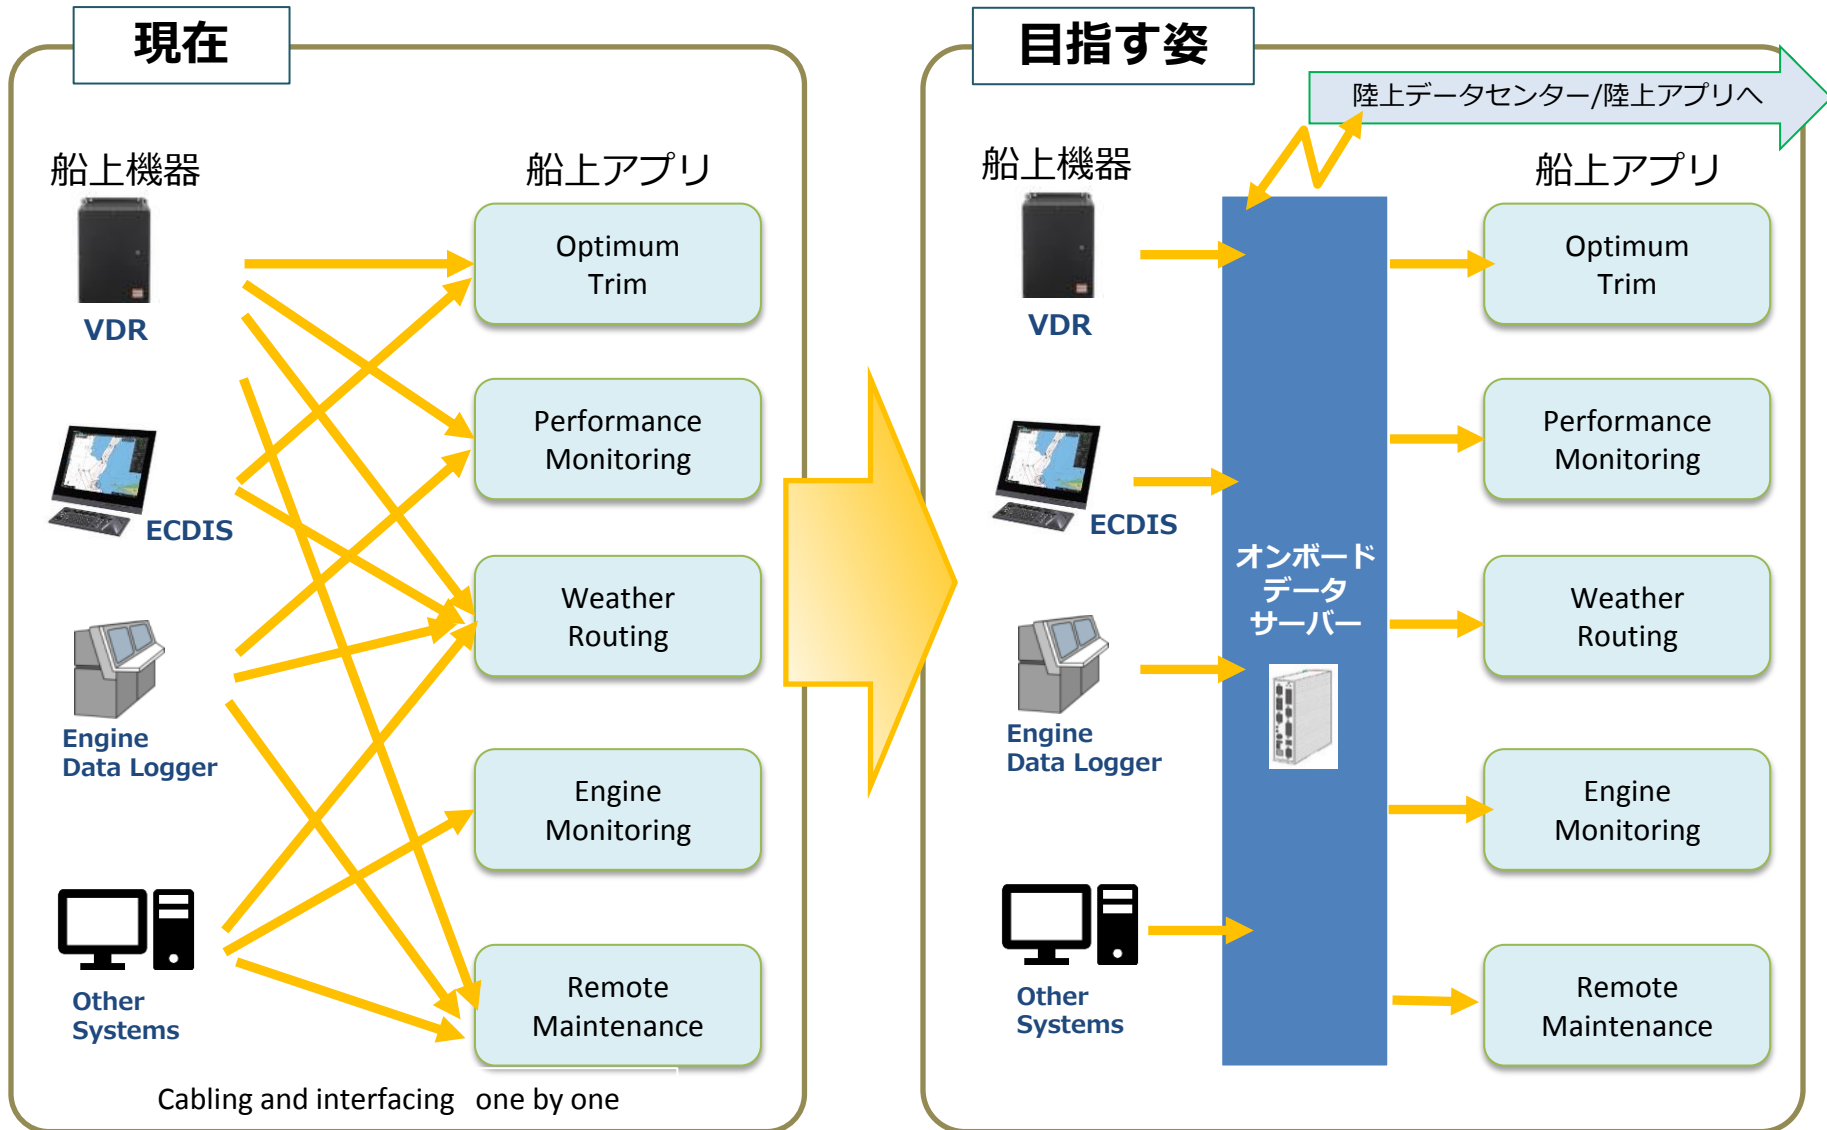 現在
船上機器
船上アプリ
VDR
ECDIS
Engine
Data Logger
Other
Systems
Optimum
Trim
Performance
Monitoring
Weather
Routing
Engine
Monitoring
Remote
Maintenance
Cabling and interfacing one by one
目指す姿
陸上データセンター/陸上アプリへ
船上機器
船上アプリ
VDR
ECDIS
Engine
Data Logger
Other
Systems
オンボード
データ
サーバー
Optimum
Trim
Performance
Monitoring
Weather
Routing
Engine
Monitoring
Remote
Maintenance